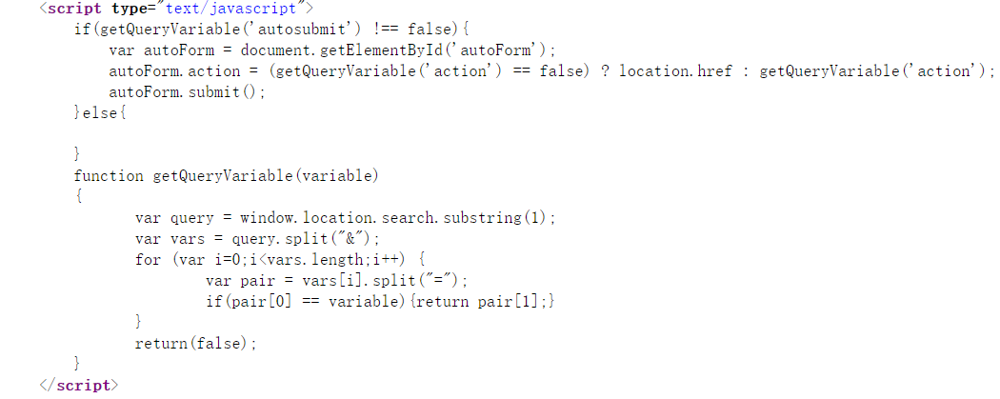 <script type="text/javascript">
if(getQueryVariable('autosubmit') !== false){
var autoForm = document.getElementById('autoForm');
autoForm.action = (getQueryVariable('action') == false) ? location.href : getQueryVariable('action');
autoForm.submit();
}else{
}
function getQueryVariable(variable)
{
var query = window.location.search.substring(1);
var vars = query.split("&");
for (var i=0;i<vars.length;i++) {
var pair = vars[i].split("=");
if(pair[0] == variable){return pair[1];}
}
return(false);
}
</script>